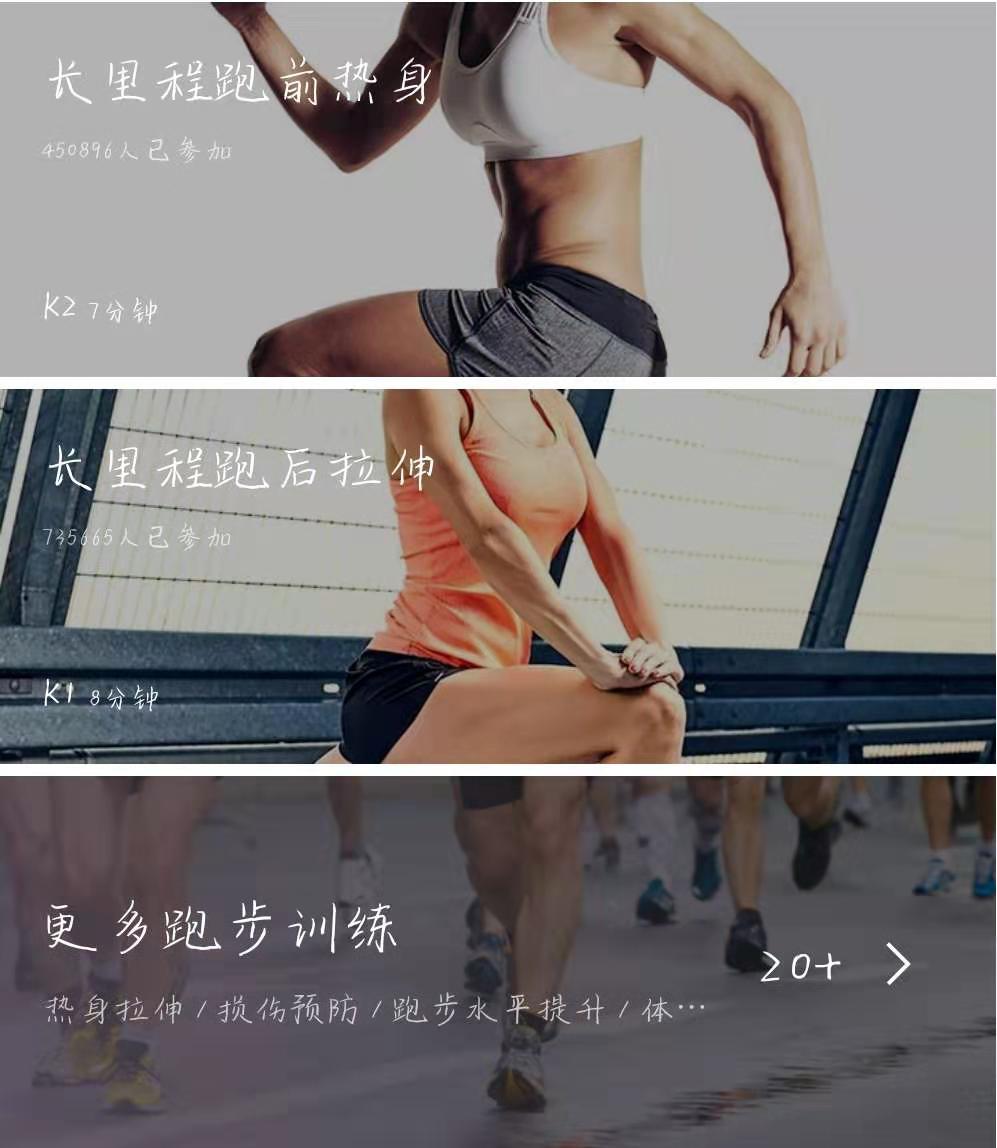 长里程跑前热身
450896人已参加
K2 7分钟
长里程跑后拉伸
735665人已参加
K1 8分钟
更多跑步训练
20+ >
热身拉伸/损伤预防/跑步水平提升/体…